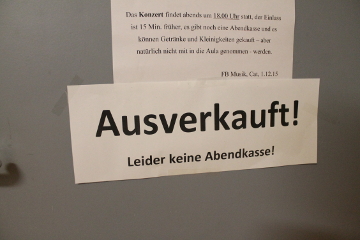 Das Konzert findet abends um 18.00 Uhr statt, der Einlass
ist 15 Min. früher, es gibt noch eine Abendkasse und es
können Getränke und Kleinigkeiten gekauft – aber
natürlich nicht mit in die Aula genommen - werden.
FB Musik, Cat, 1.12.15
Ausverkauft!
Leider keine Abendkasse!